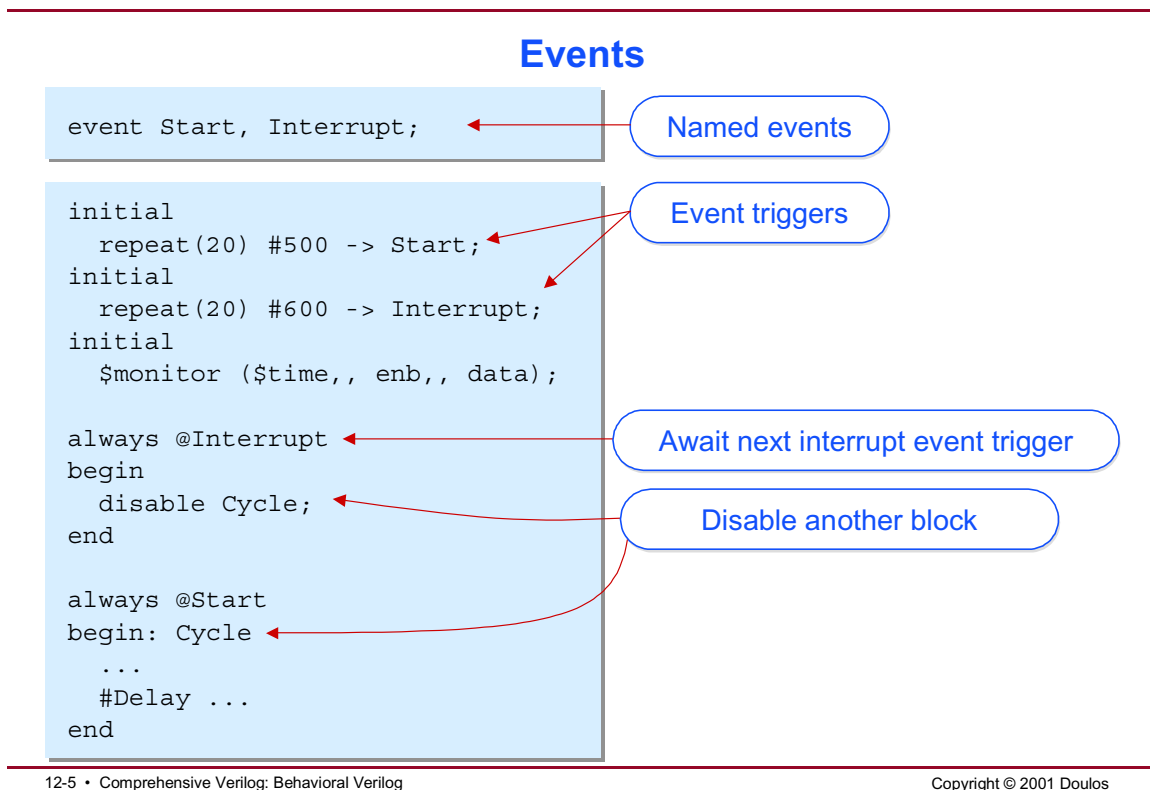 Events
event Start, Interrupt;
Named events
initial
  repeat(20) #500 -> Start;
initial
  repeat(20) #600 -> Interrupt;
initial
  $monitor ($time,, enb,, data);
Event triggers
always @Interrupt
begin
  disable Cycle;
end
Await next interrupt event trigger
Disable another block
always @Start
begin: Cycle
  ...
  #Delay ...
end
12-5 • Comprehensive Verilog: Behavioral Verilog
Copyright © 2001 Doulos